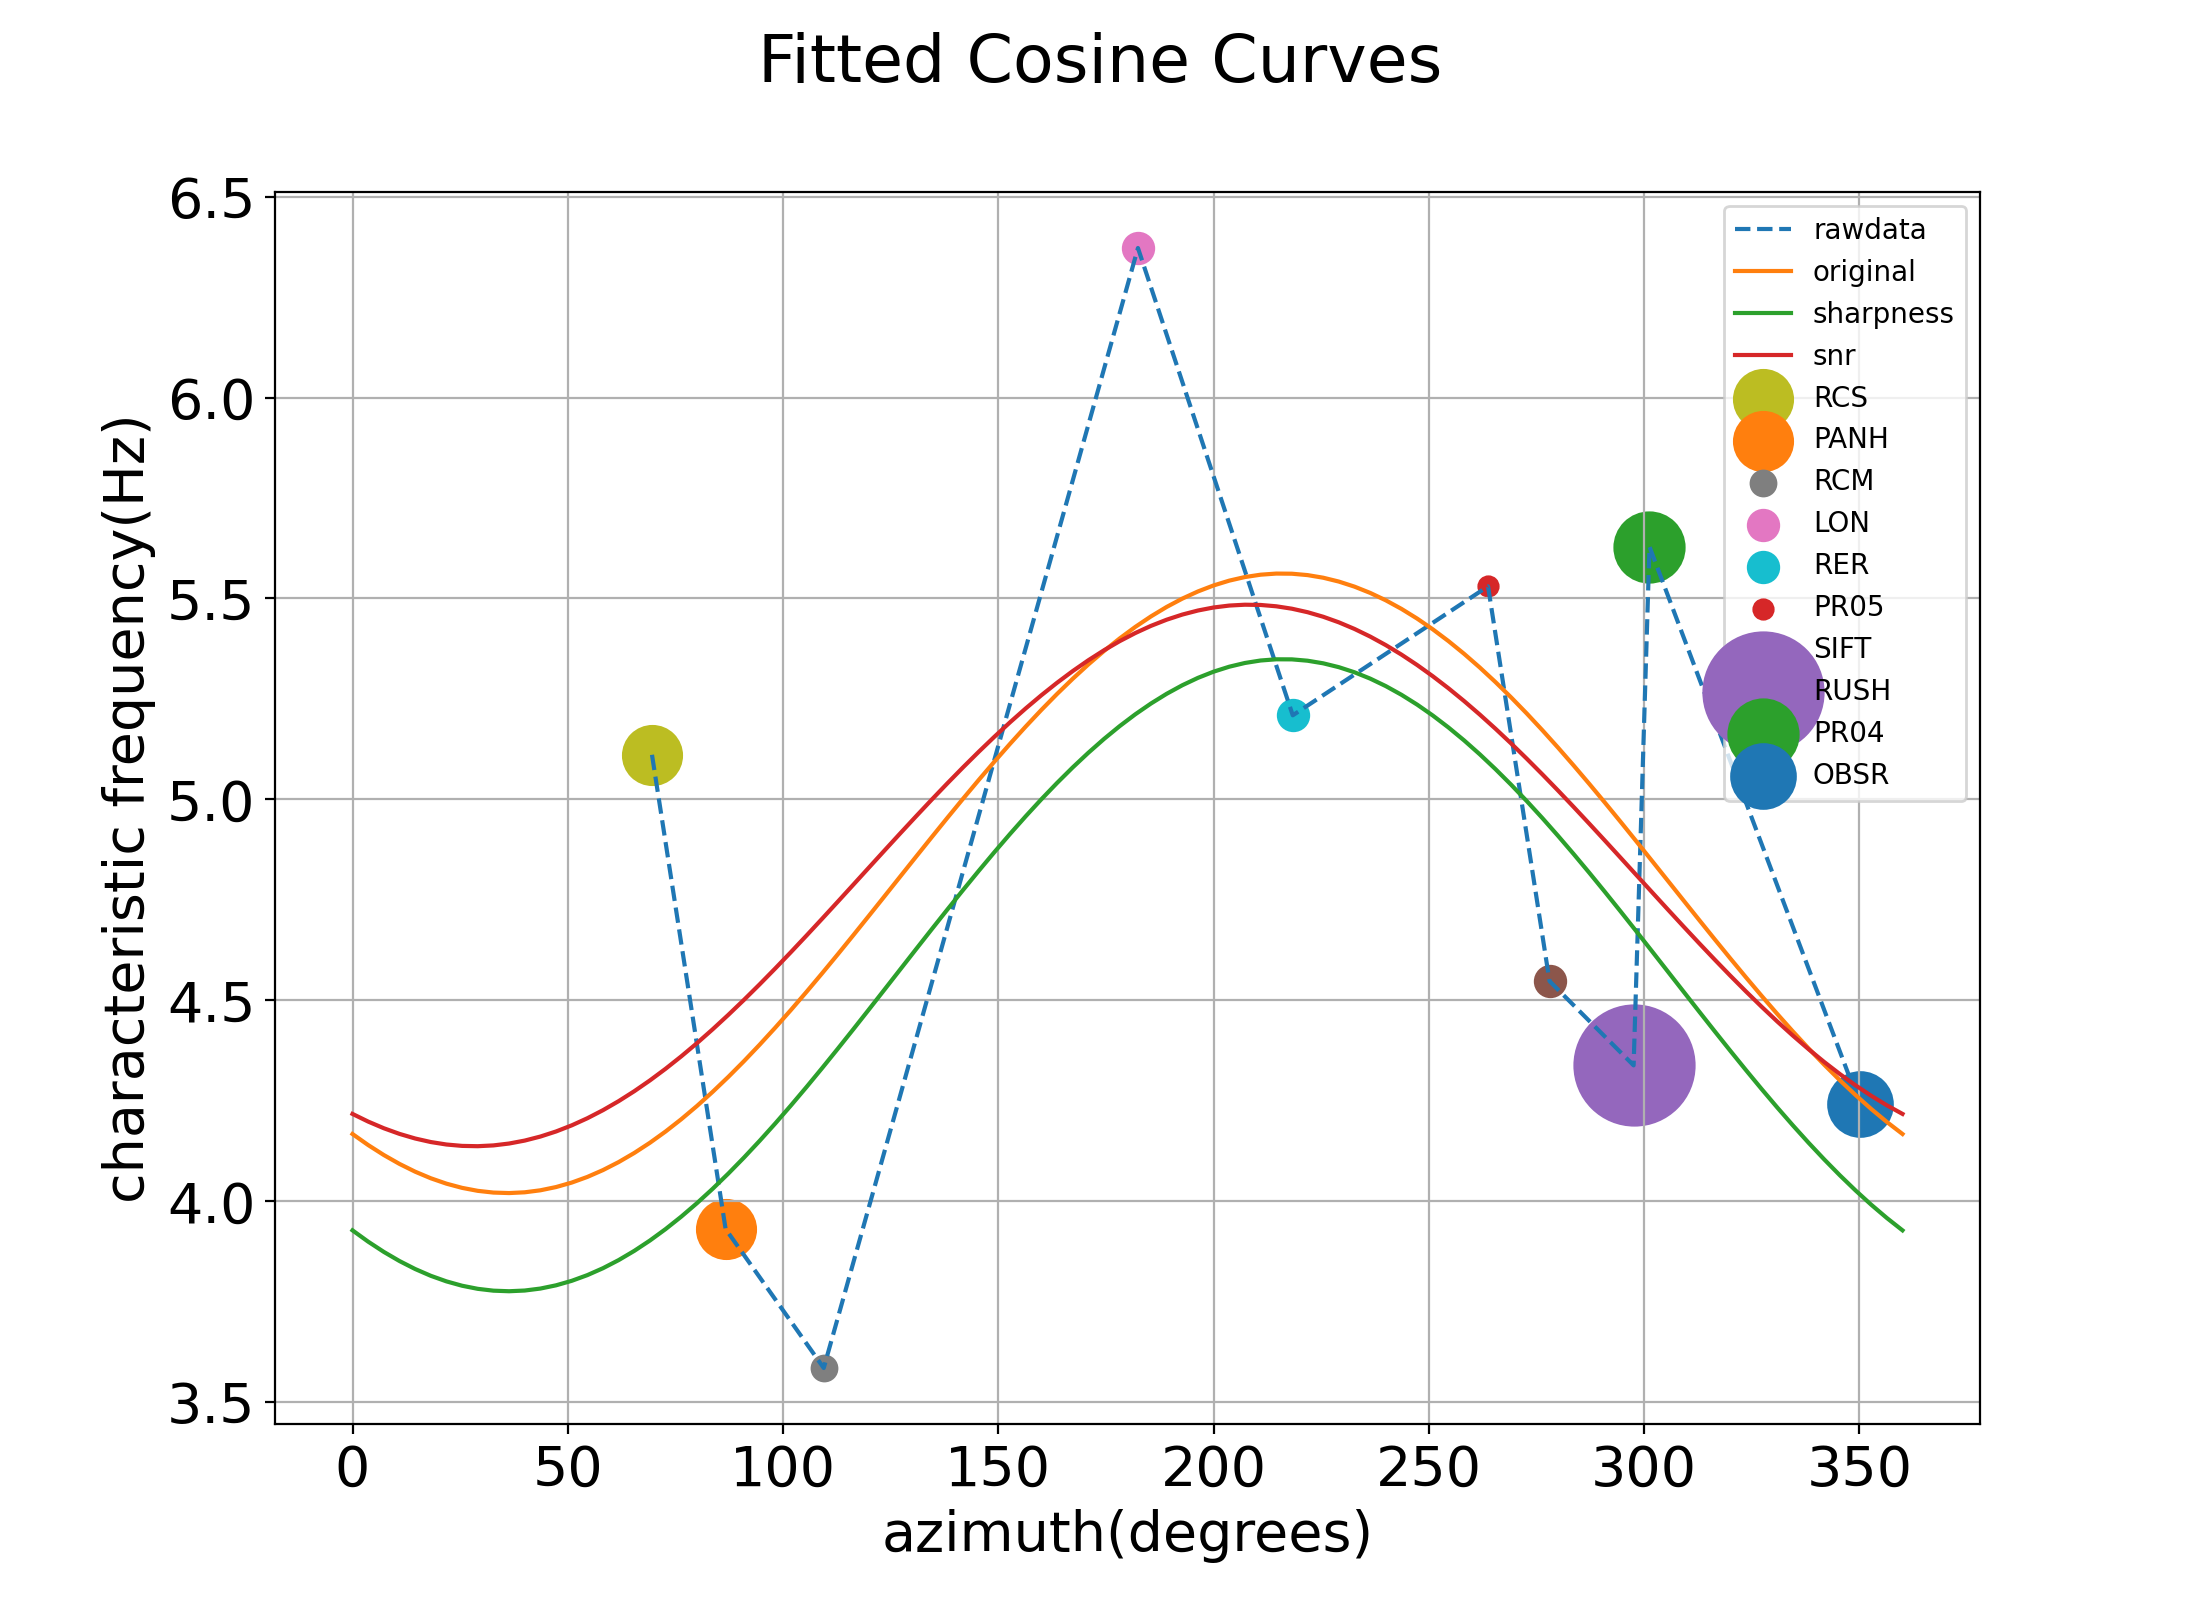 Fitted Cosine Curves
6.5
6.0
5.5
5.0
4.5
4.0
3.5
characteristic frequency(Hz)
rawdata
original
sharpness
snr
RCS
PANH
RCM
LON
RER
PR05
SIFT
RUSH
PR04
OBSR
0 50 100 150 200 250 300 350
azimuth(degrees)